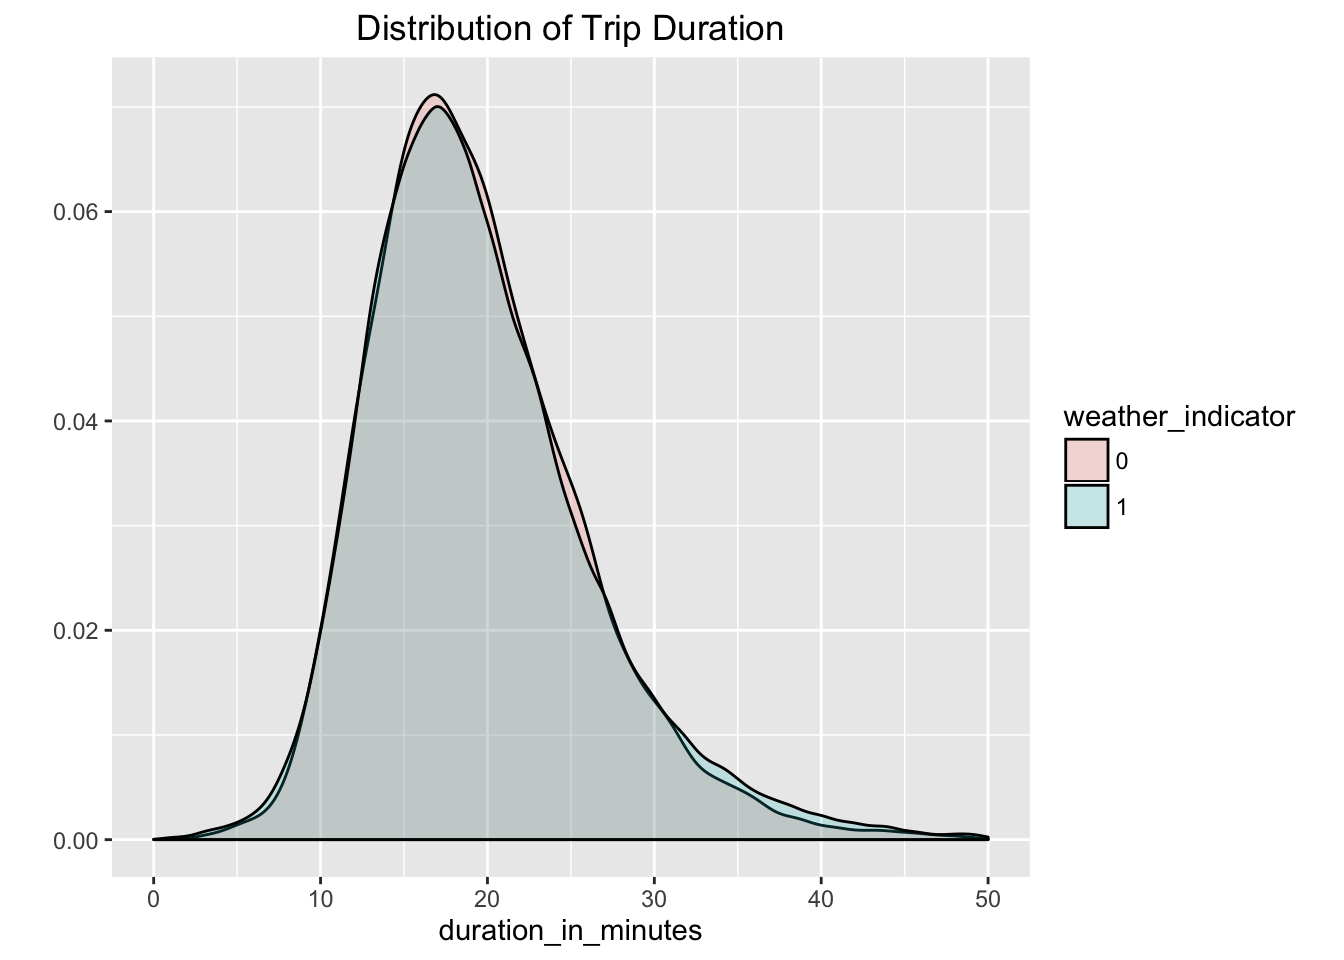 Distribution of Trip Duration
0.06
0.04
0.02
0.00
0 10 20 30 40 50
duration_in_minutes
weather_indicator
0
1